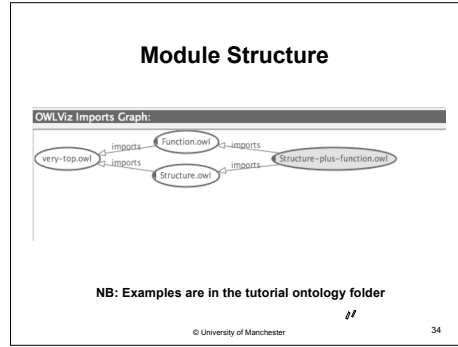 Module Structure
OWLViz Imports Graph:
very-top.owl
imports
Function.owl
imports
imports
Structure.owl
imports
Structure-plus-function.owl
NB: Examples are in the tutorial ontology folder
© University of Manchester
34